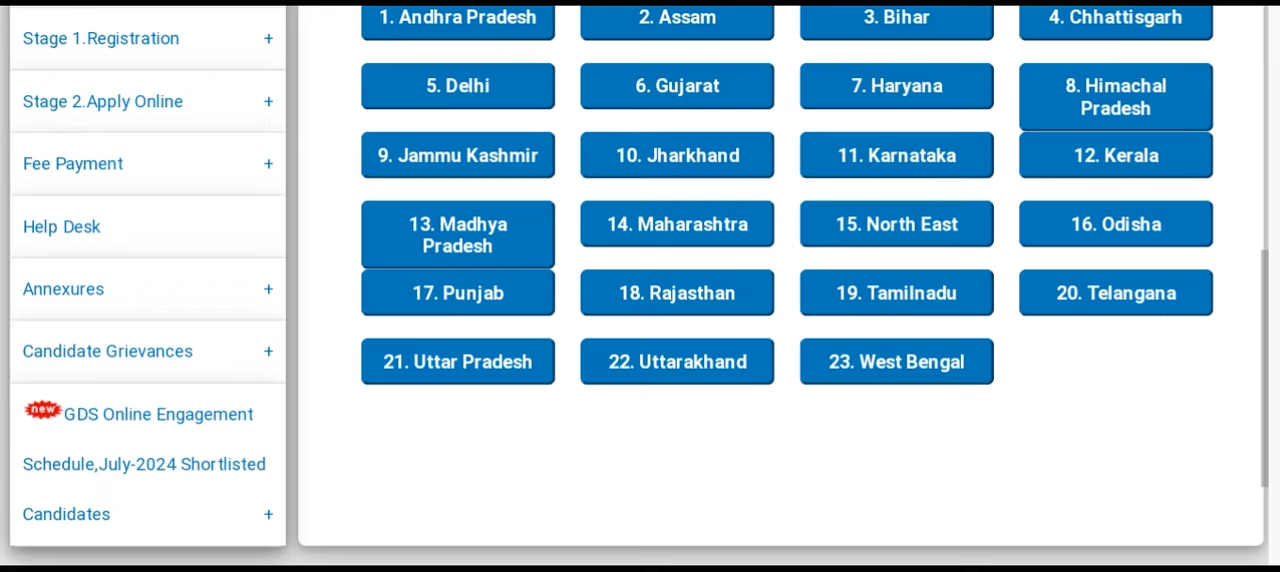 Stage 1.Registration +
Stage 2.Apply Online +
Fee Payment +
Help Desk
Annexures +
Candidate Grievances +
new GDS Online Engagement
Schedule,July-2024 Shortlisted
Candidates +
1. Andhra Pradesh
2. Assam
3. Bihar
4. Chhattisgarh
5. Delhi
6. Gujarat
7. Haryana
8. Himachal
Pradesh
9. Jammu Kashmir
10. Jharkhand
11. Karnataka
12. Kerala
13. Madhya
Pradesh
14. Maharashtra
15. North East
16. Odisha
17. Punjab
18. Rajasthan
19. Tamilnadu
20. Telangana
21. Uttar Pradesh
22. Uttarakhand
23. West Bengal